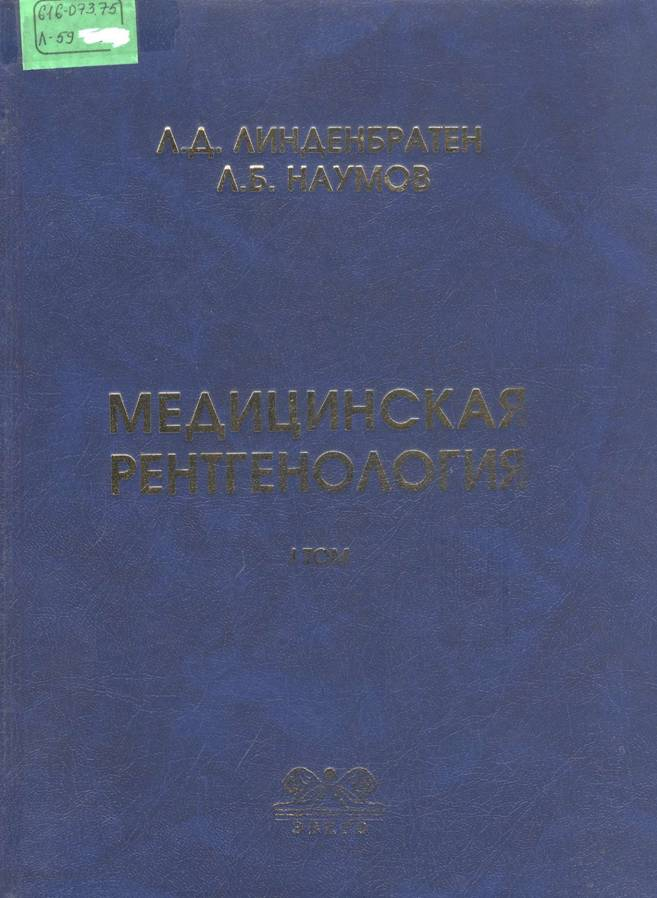 616-073.75
Л-59
Л.Д. ЛИНДЕНБРАТЕН
Л.Б. НАУМОВ
МЕДИЦИНСКАЯ
РЕНТГЕНОЛОГИЯ
I ТОМ